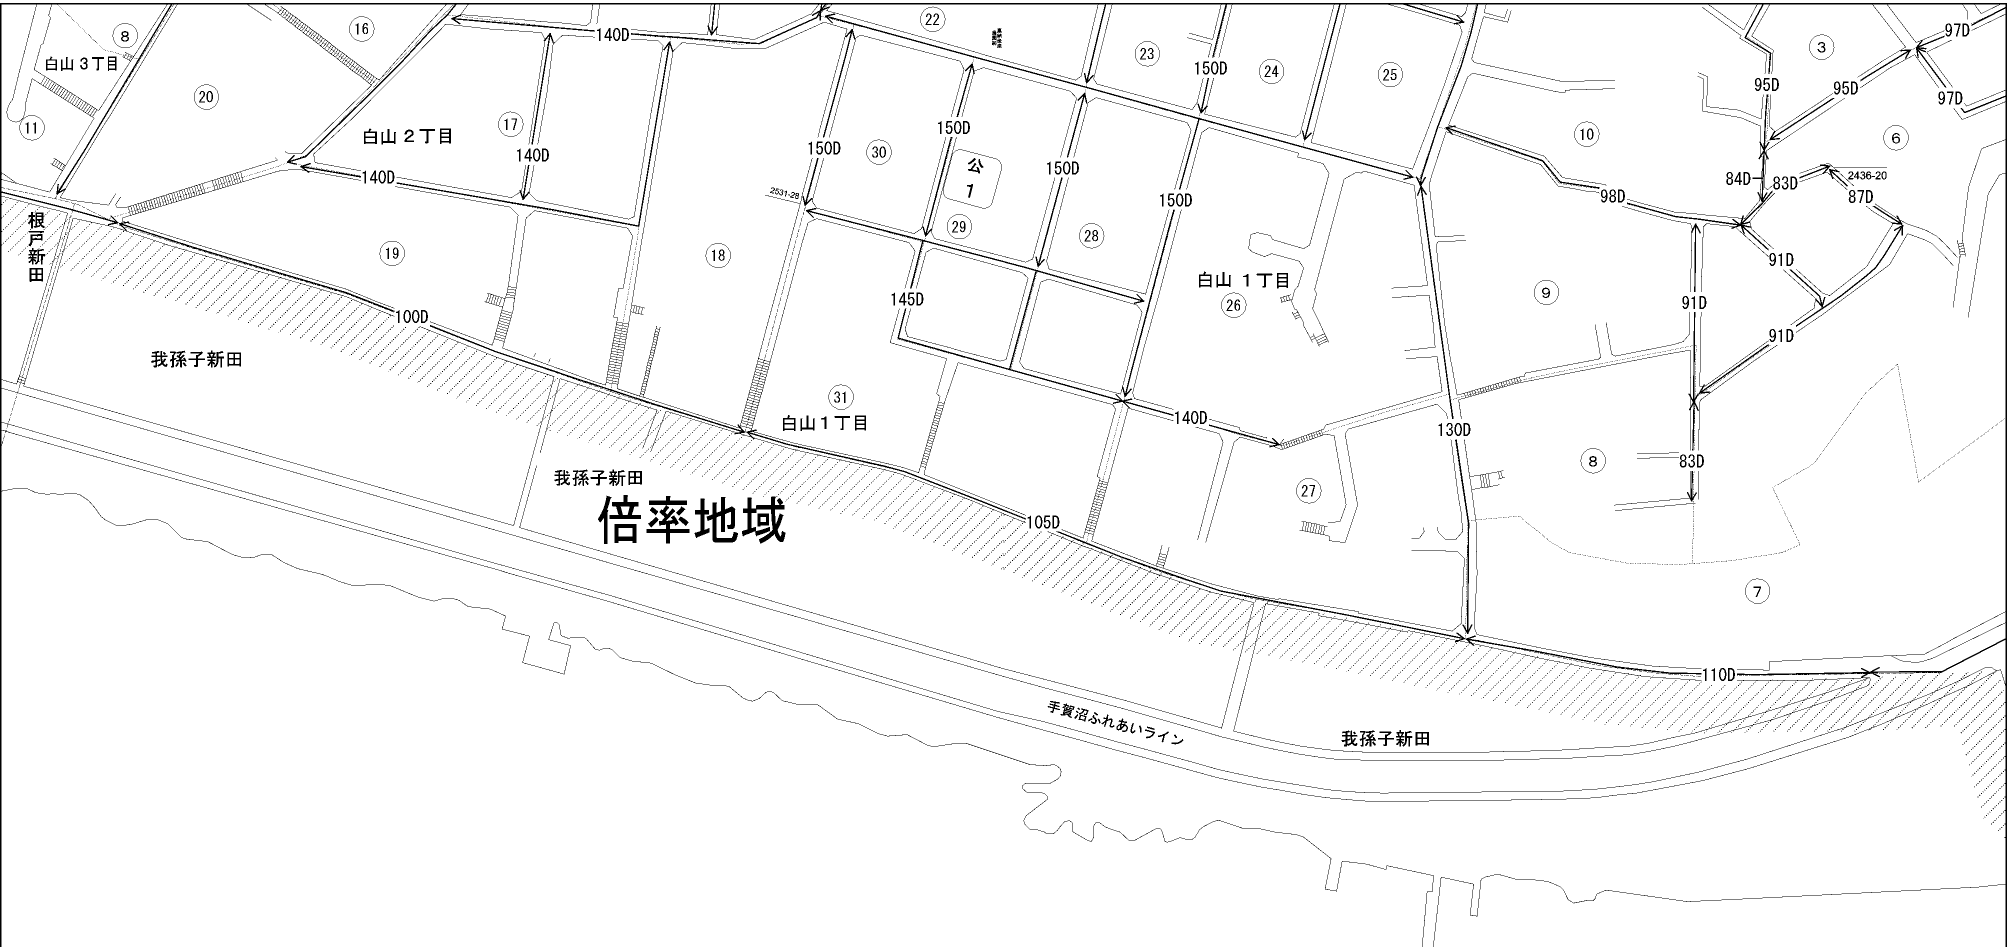 22
16
8
140D
97D
3
23
白山 3丁目
150D
24
25
95D
95D
97D
20
11
17
白山 2丁目
150D
10
6
140D
150D
30
公
1
150D
84D
83D
2436-20
140D
2531-28
150D
98D
87D
根戸新田
29
28
19
18
91D
白山 1丁目
9
145D
26
91D
100D
91D
我孫子新田
31
白山1丁目
140D
130D
8
83D
我孫子新田
27
倍率地域
105D
7
110D
手賀沼ふれあいライン
我孫子新田